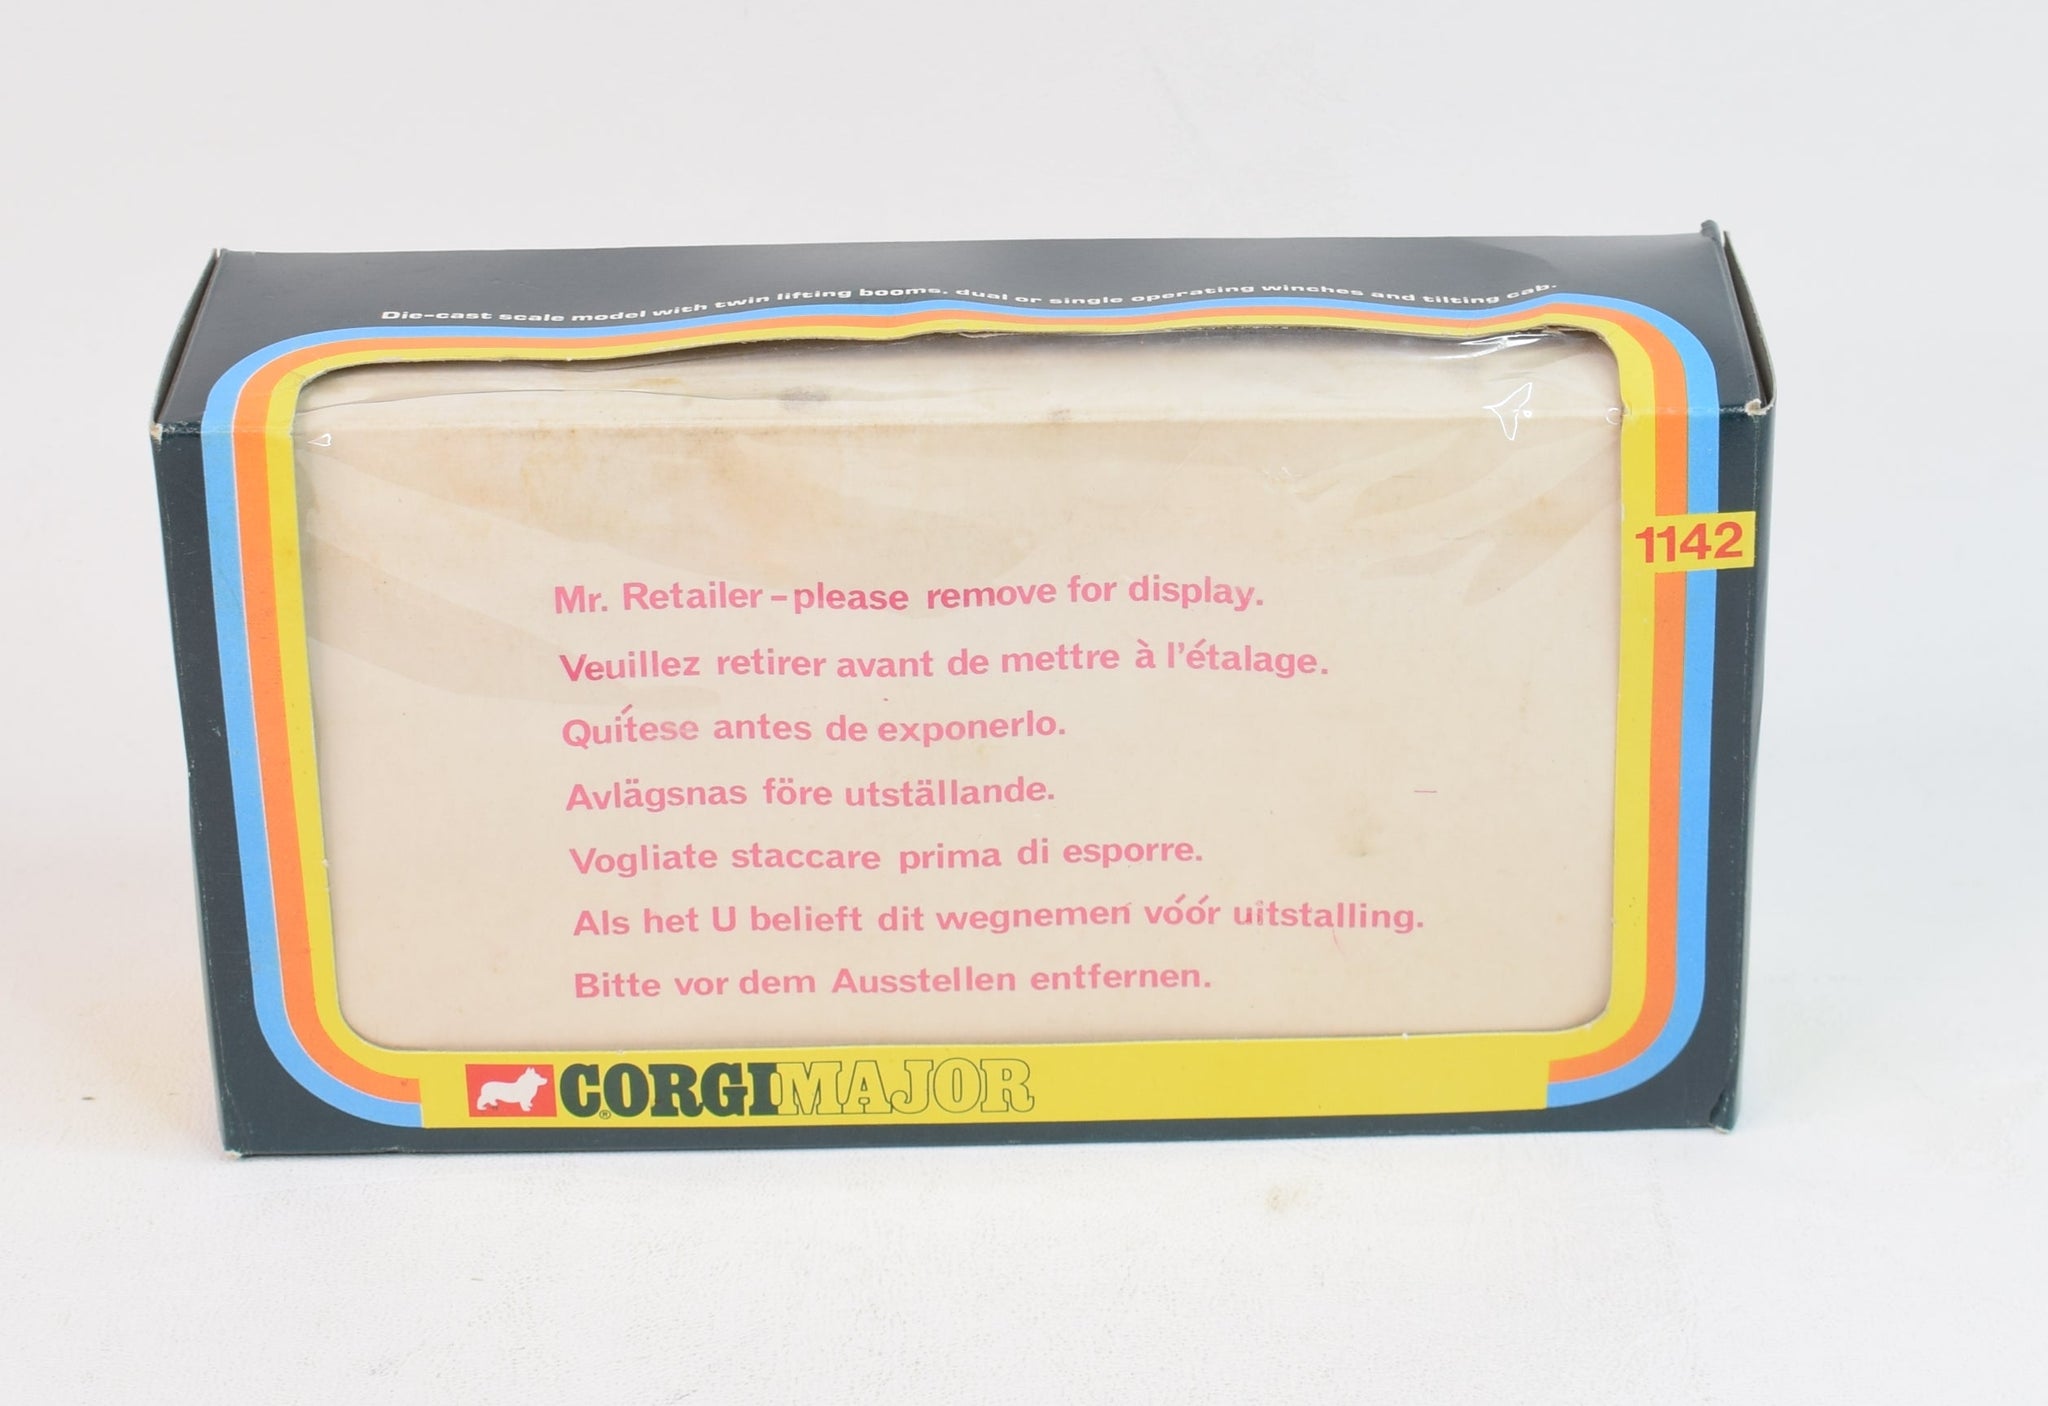 Die-cast scale model with twin lifting booms. dual or single operating winches and tilting cab.
1142
Mr. Retailer – please remove for display.
Veuillez retirer avant de mettre à l'étalage.
Quítese antes de exponerlo.
Avlägsnas före utställande.
Vogliate staccare prima di esporre.
Als het U belieft dit wegnemen vóór uitstalling.
Bitte vor dem Ausstellen entfernen.
CORGI® MAJOR